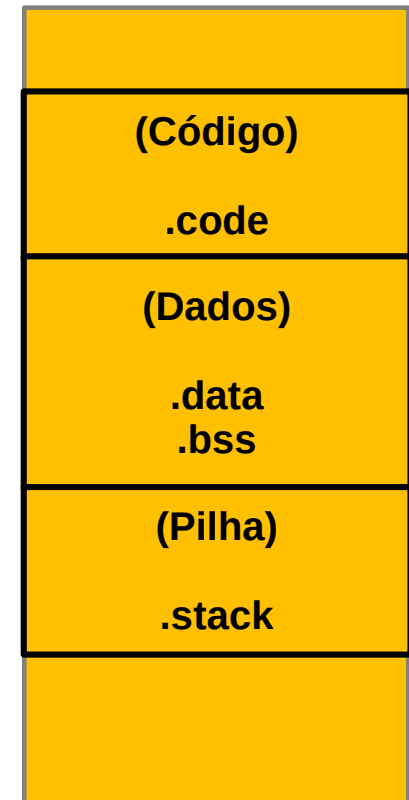 (Código)
.code
(Dados)
.data
.bss
(Pilha)
.stack